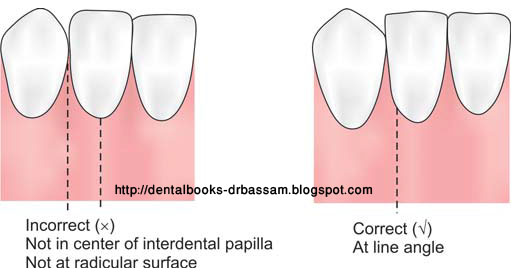 http://dentalbooks-drbassam.blogspot.com
Incorrect (×)
Not in center of interdental papilla
Not at radicular surface
Correct (√)
At line angle